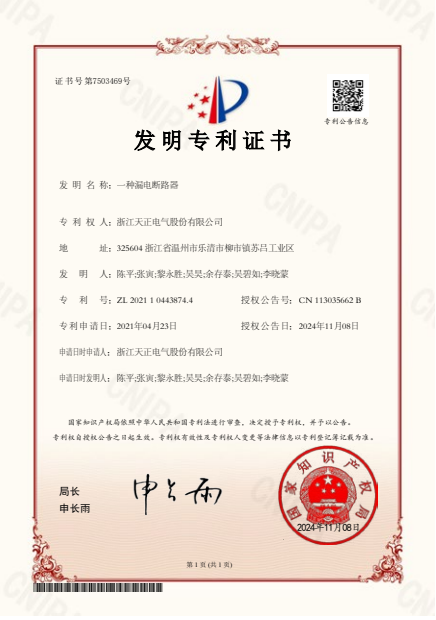 证书号第7503469号
专利公告信息
发明专利证书
发 明 名 称：一种漏电断路器
专 利 权 人：浙江天正电气股份有限公司
地 址：325604 浙江省温州市乐清市柳市镇苏吕工业区
发 明 人：陈平;张寅;黎永胜;吴昊;余存泰;吴碧如;李晓蒙
专 利 号：ZL 2021 1 0443874.4 授权公告号：CN 113035662 B
专利申请日：2021年04月23日 授权公告日：2024年11月08日
申请日时申请人：浙江天正电气股份有限公司
申请日时发明人：陈平;张寅;黎永胜;吴昊;余存泰;吴碧如;李晓蒙
国家知识产权局依照中华人民共和国专利法进行审查，决定授予专利权，并予以公告。
专利权自授权公告之日起生效。专利权有效性及专利权人变更等法律信息以专利登记簿记载为准。
局长
申长雨
申长雨
国家知识产权局
2024年11月08日
第 1 页 (共 1 页)
CNIPA